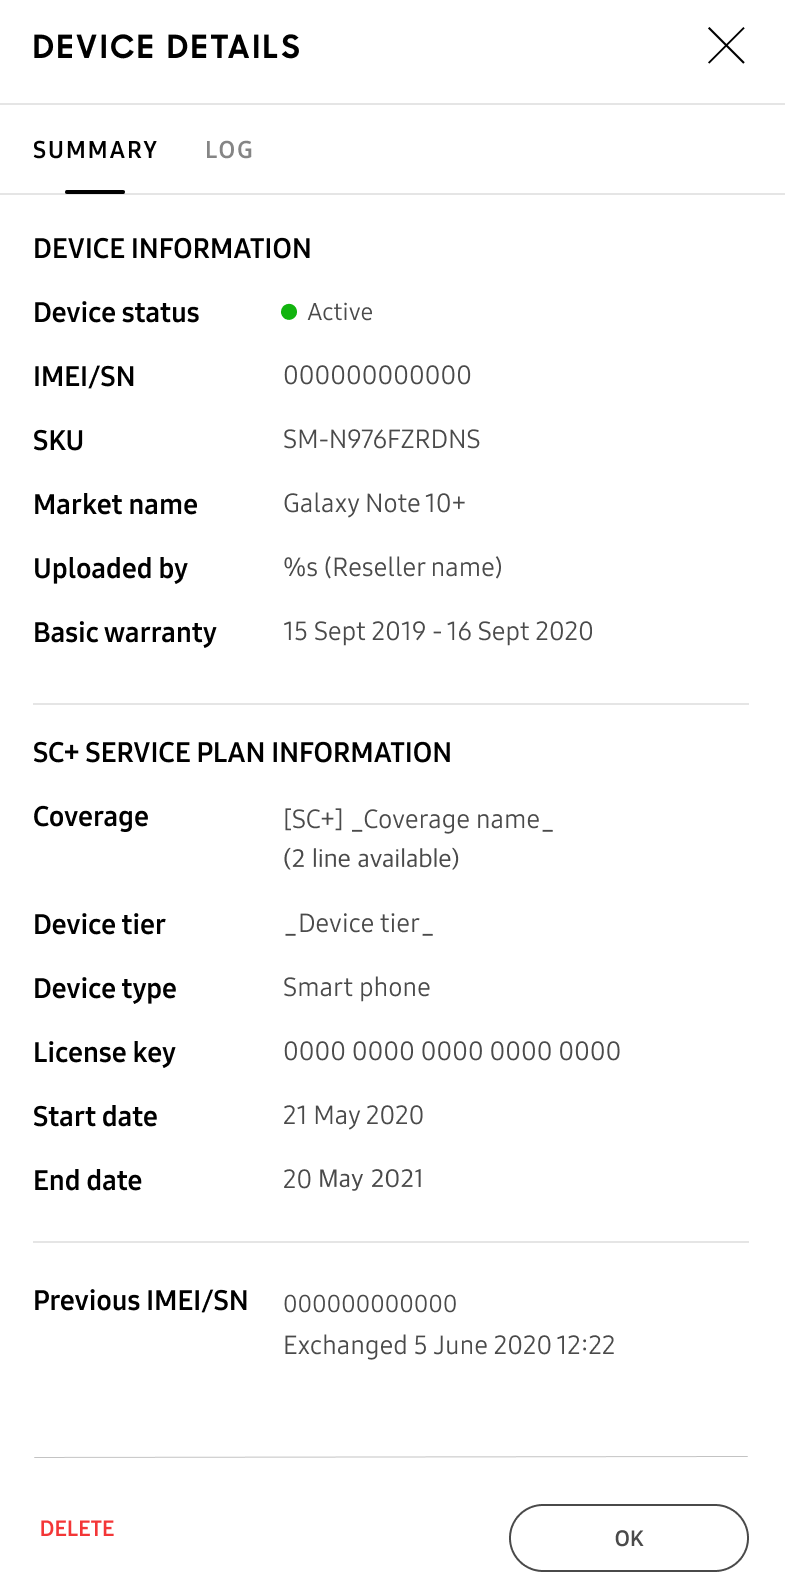 DEVICE DETAILS
SUMMARY LOG
DEVICE INFORMATION
Device status Active
IMEI/SN 000000000000
SKU SM-N976FZRDNS
Market name Galaxy Note 10+
Uploaded by %s (Reseller name)
Basic warranty 15 Sept 2019 - 16 Sept 2020
SC+ SERVICE PLAN INFORMATION
Coverage [SC+] _Coverage name_
(2 line available)
Device tier _Device tier_
Device type Smart phone
License key 0000 0000 0000 0000 0000
Start date 21 May 2020
End date 20 May 2021
Previous IMEI/SN 000000000000
Exchanged 5 June 2020 12:22
DELETE OK